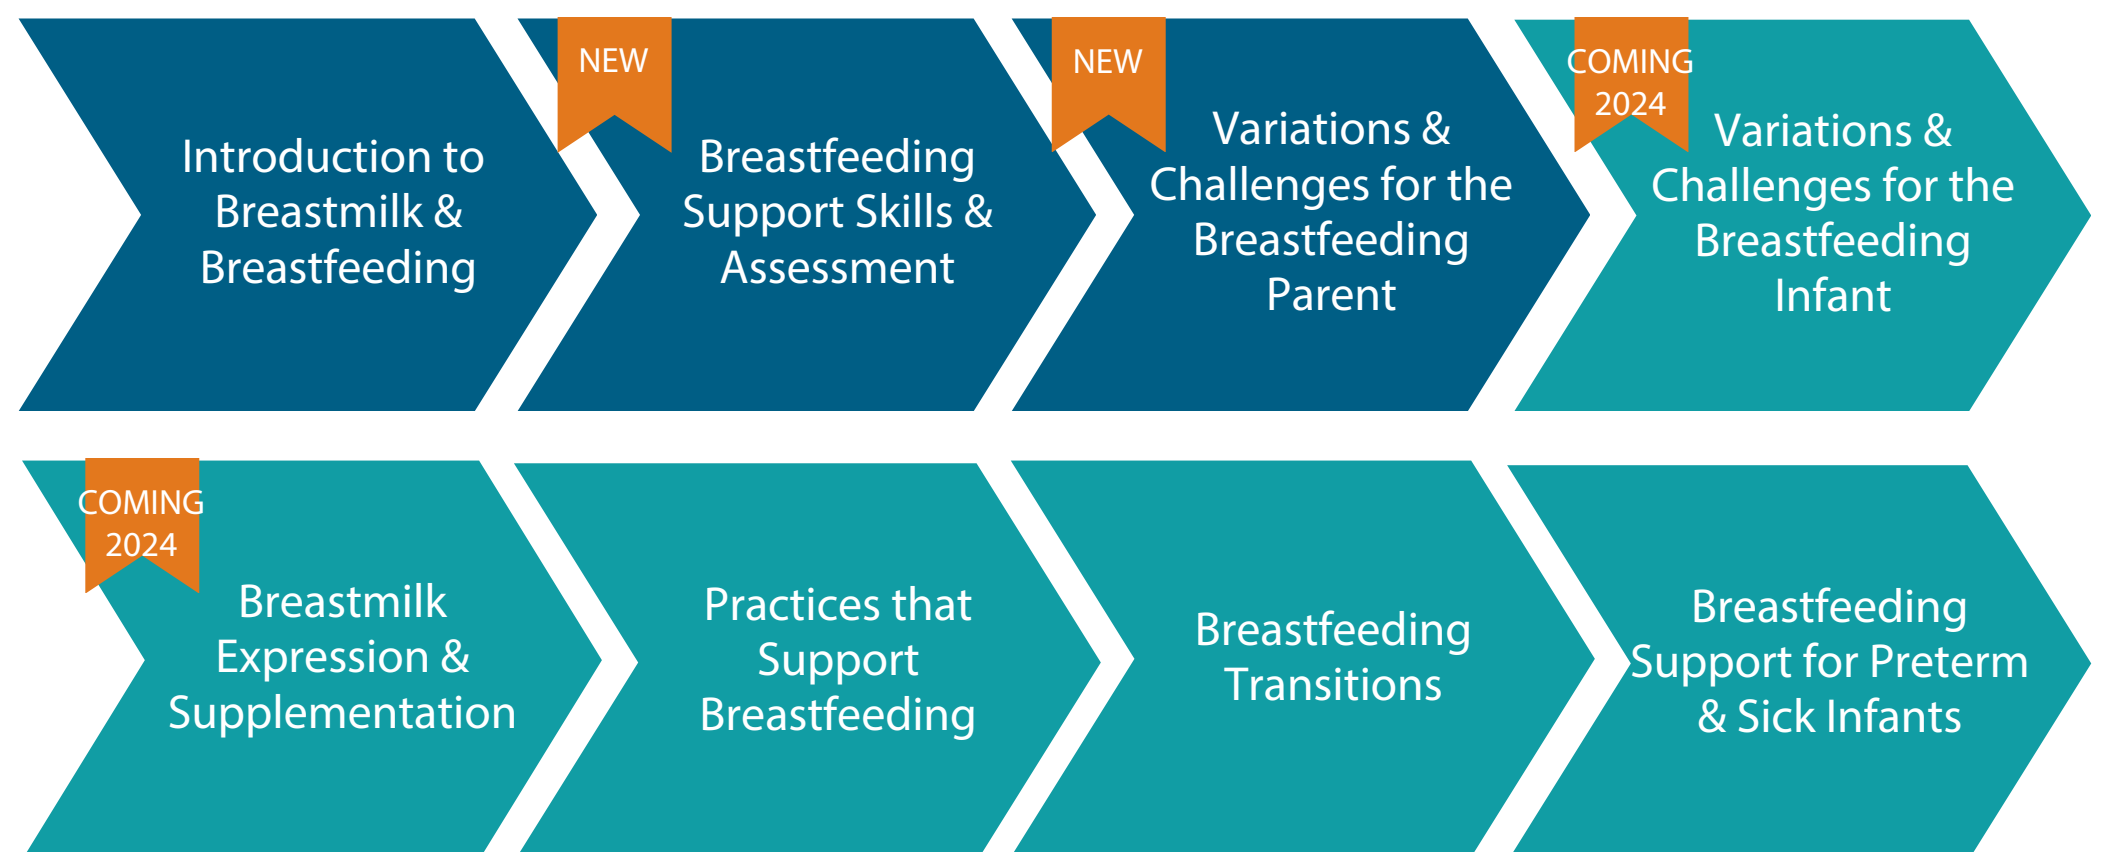 Introduction to
Breastmilk &
Breastfeeding
NEW
Breastfeeding
Support Skills &
Assessment
NEW
Variations &
Challenges for the
Breastfeeding
Parent
COMING
2024
Variations &
Challenges for the
Breastfeeding
Infant
COMING
2024
Breastmilk
Expression &
Supplementation
Practices that
Support
Breastfeeding
Breastfeeding
Transitions
Breastfeeding
Support for Preterm
& Sick Infants